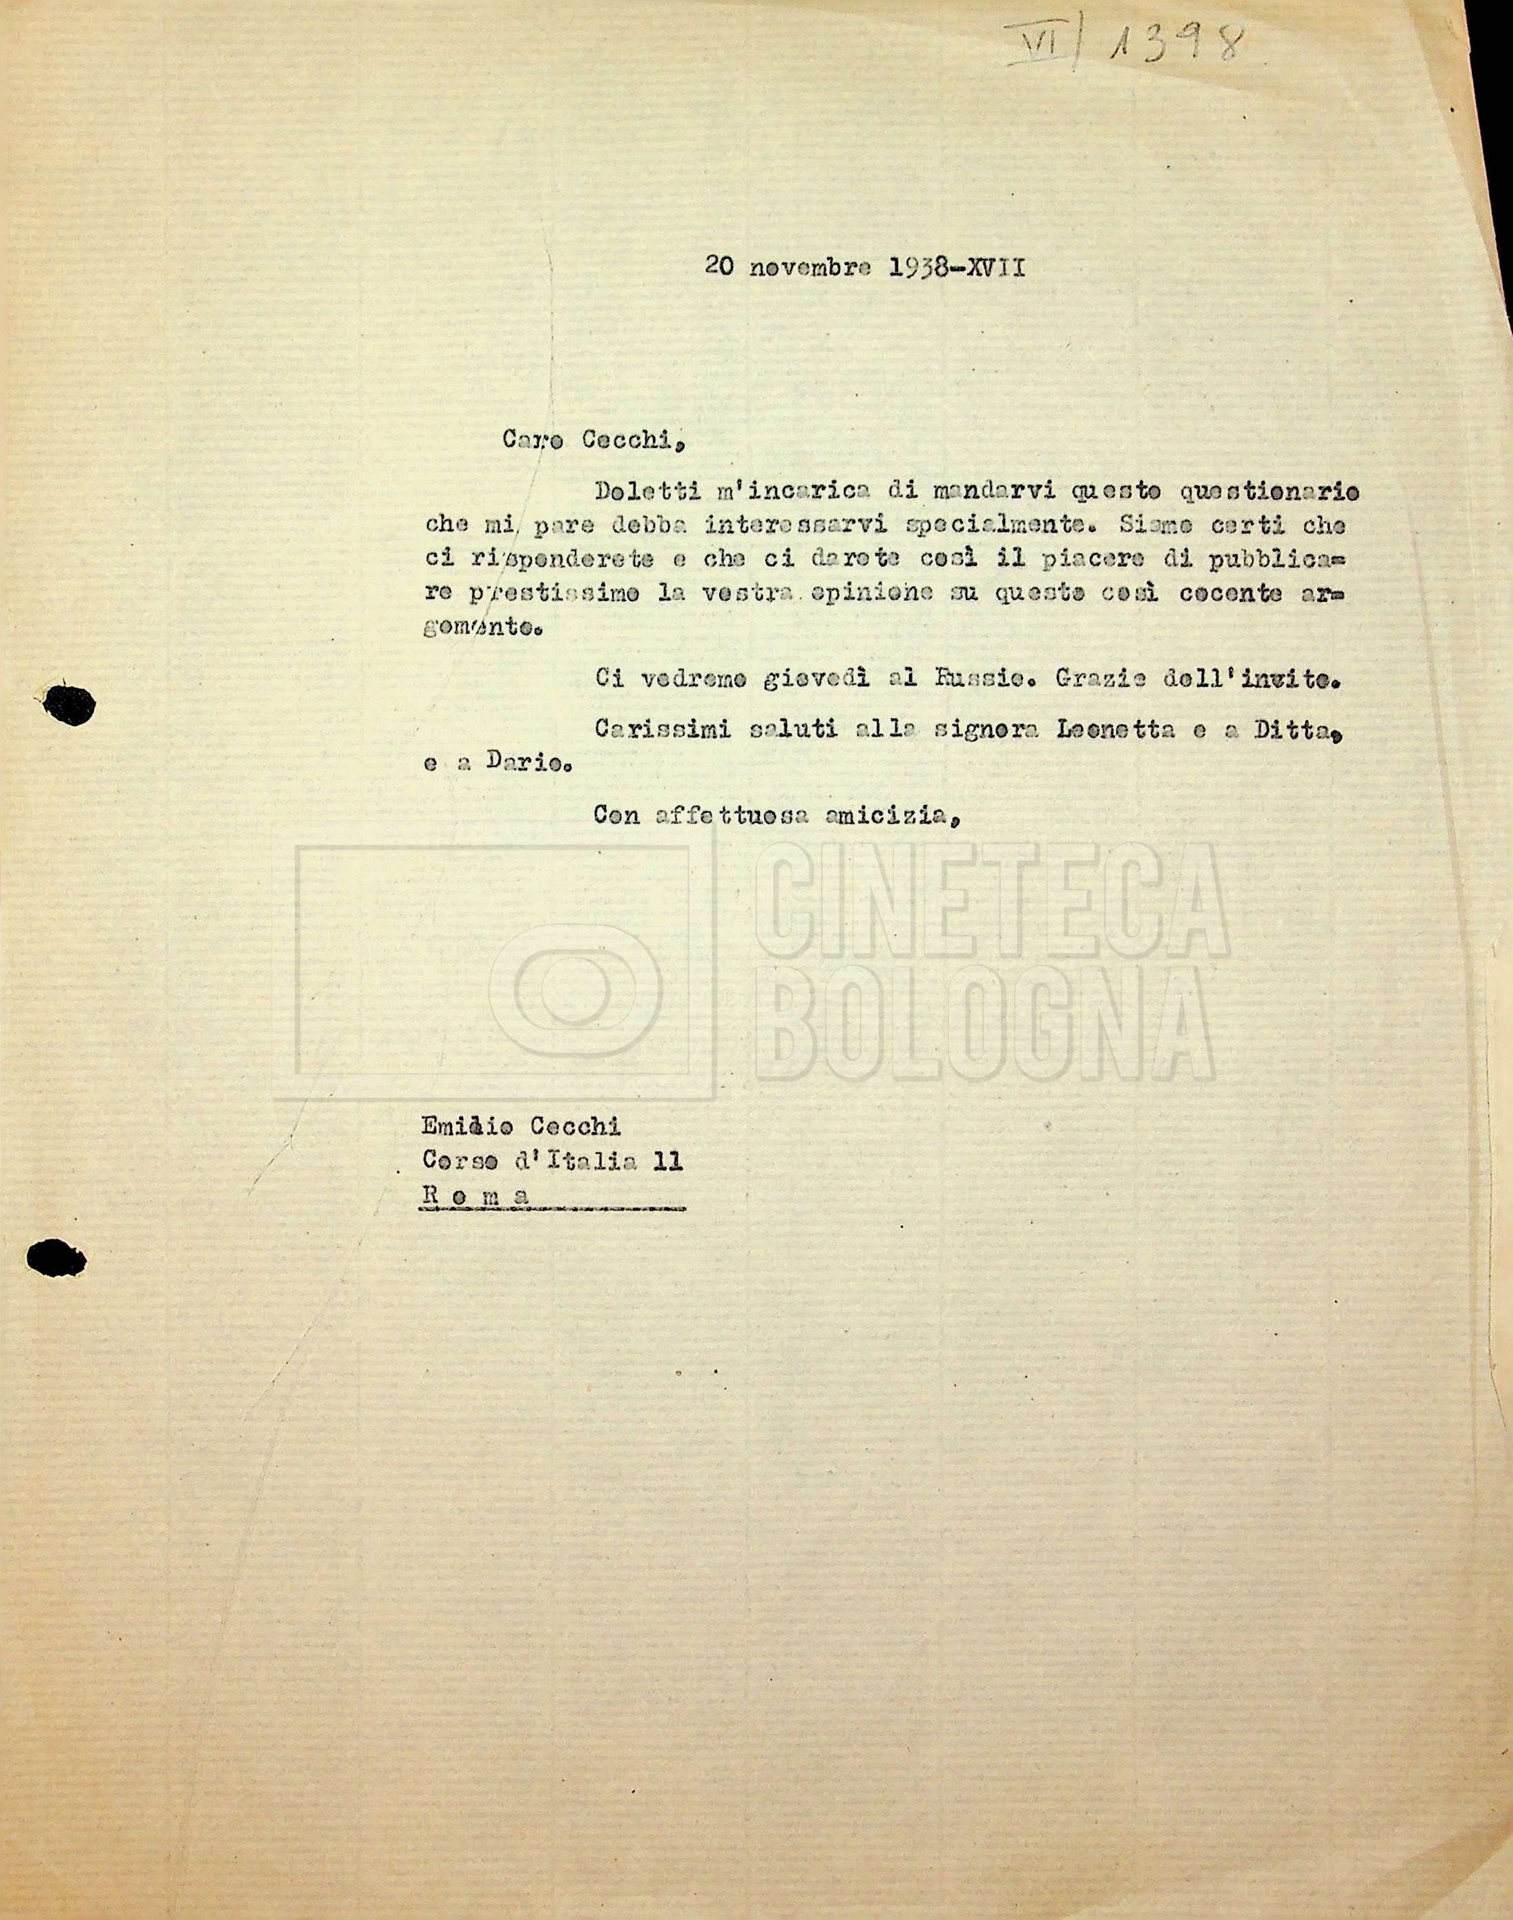 VI/1398
20 novembre 1938-XVII
Caro Cecchi,
Doletti m'incarica di mandarvi questo questionario
che mi pare debba interessarvi specialmente. Siamo certi che
ci risponderete e che ci darete così il piacere di pubblica=
re prestissimo la vostra opinione su questo così cocente ar=
gomento.
Ci vedremo giovedì al Russie. Grazie dell'invito.
Carissimi saluti alla signora Leonetta e a Ditta,
e a Dario.
Con affettuosa amicizia,
CINETECA
BOLOGNA
Emilio Cecchi
Corso d'Italia 11
R o m a